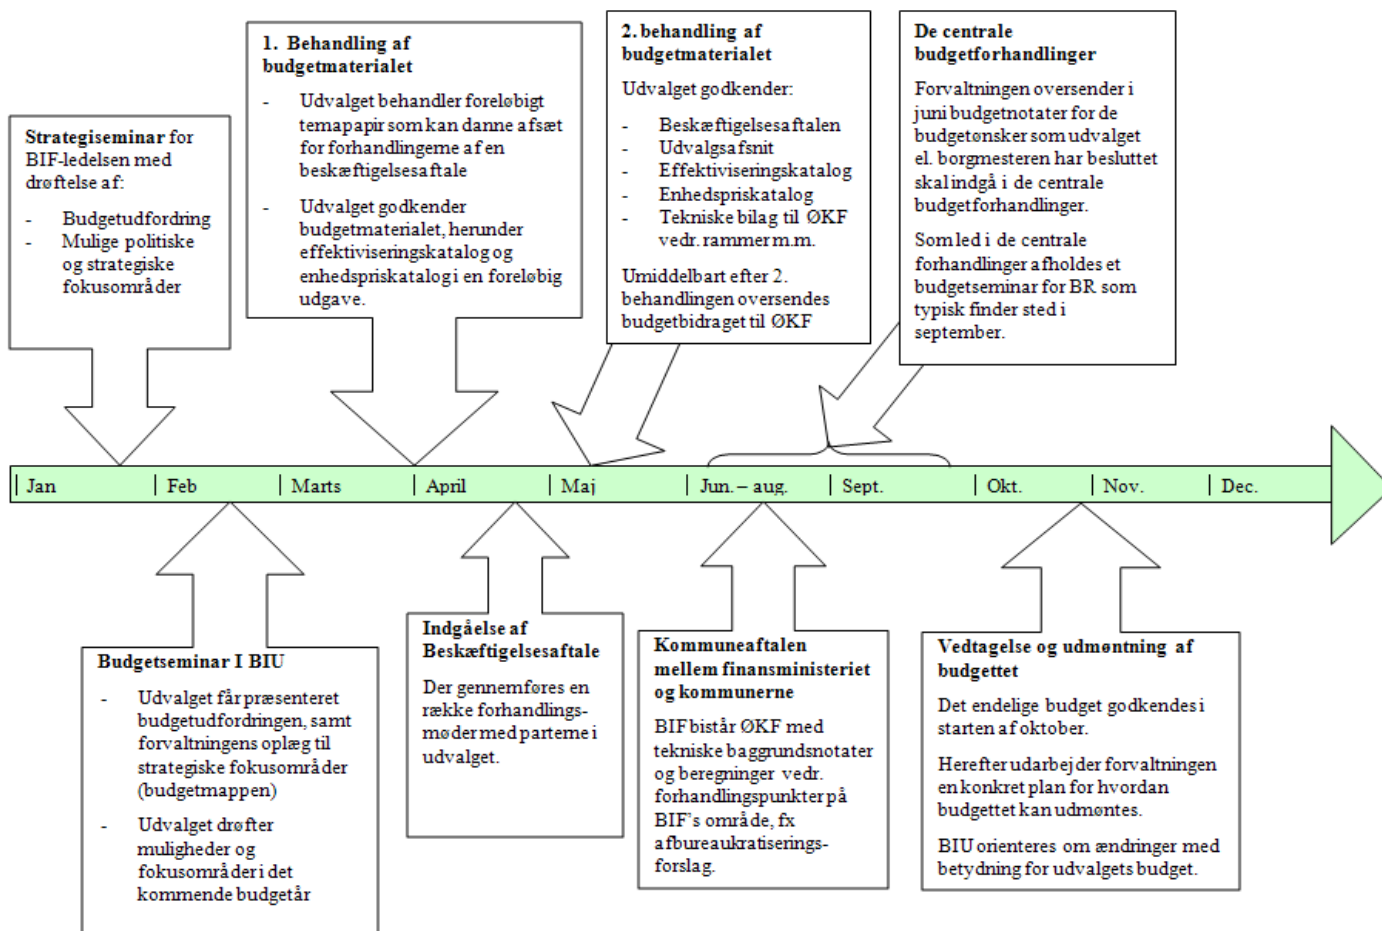 Strategiseminar for
BIF-ledelsen med
drøftelse af:
- Budgetudfordring
- Mulige politiske
og strategiske
fokusområder
1. Behandling af
budgetmaterialet
- Udvalget behandler foreløbigt
temapapir som kan danne afsæt
for forhandlingerne af en
beskæftigelsesaftale
- Udvalget godkender
budgetmaterialet, herunder
effektiviseringskatalog og
enhedspriskatalog i en foreløbig
udgave.
2. behandling af
budgetmaterialet
Udvalget godkender:
- Beskæftigelsesaftalen
- Udvalgsafsnit
- Effektiviseringskatalog
- Enhedspriskatalog
- Tekniske bilag til ØKF
vedr. rammer m.m.
Umiddelbart efter 2.
behandlingen oversendes
budgetbidraget til ØKF
De centrale
budgetforhandlinger
Forvaltningen oversender i
juni budgetnotater for de
budgetønsker som udvalget
el. borgmesteren har besluttet
skal indgå i de centrale
budgetforhandlinger.
Som led i de centrale
forhandlinger afholdes et
budgetseminar for BR som
typisk finder sted i
september.
Jan Feb Marts April Maj Jun. – aug. Sept. Okt. Nov. Dec.
Budgetseminar I BIU
- Udvalget får præsenteret
budgetudfordringen, samt
forvaltningens oplæg til
strategiske fokusområder
(budgetmappen)
- Udvalget drøfter
muligheder og
fokusområder i det
kommende budgetår
Indgåelse af
Beskæftigelsesaftale
Der gennemføres en
række forhandlings-
møder med parterne i
udvalget.
Kommuneaftalen
mellem finansministeriet
og kommunerne
BIF bistår ØKF med
tekniske baggrundsnotater
og beregninger vedr.
forhandlingspunkter på
BIF's område, fx
afbureaukratiserings-
forslag.
Vedtagelse og udmøntning af
budgettet
Det endelige budget godkendes i
starten af oktober.
Herefter udarbejder forvaltningen
en konkret plan for hvordan
budgettet kan udmøntes.
BIU orienteres om ændringer med
betydning for udvalgets budget.